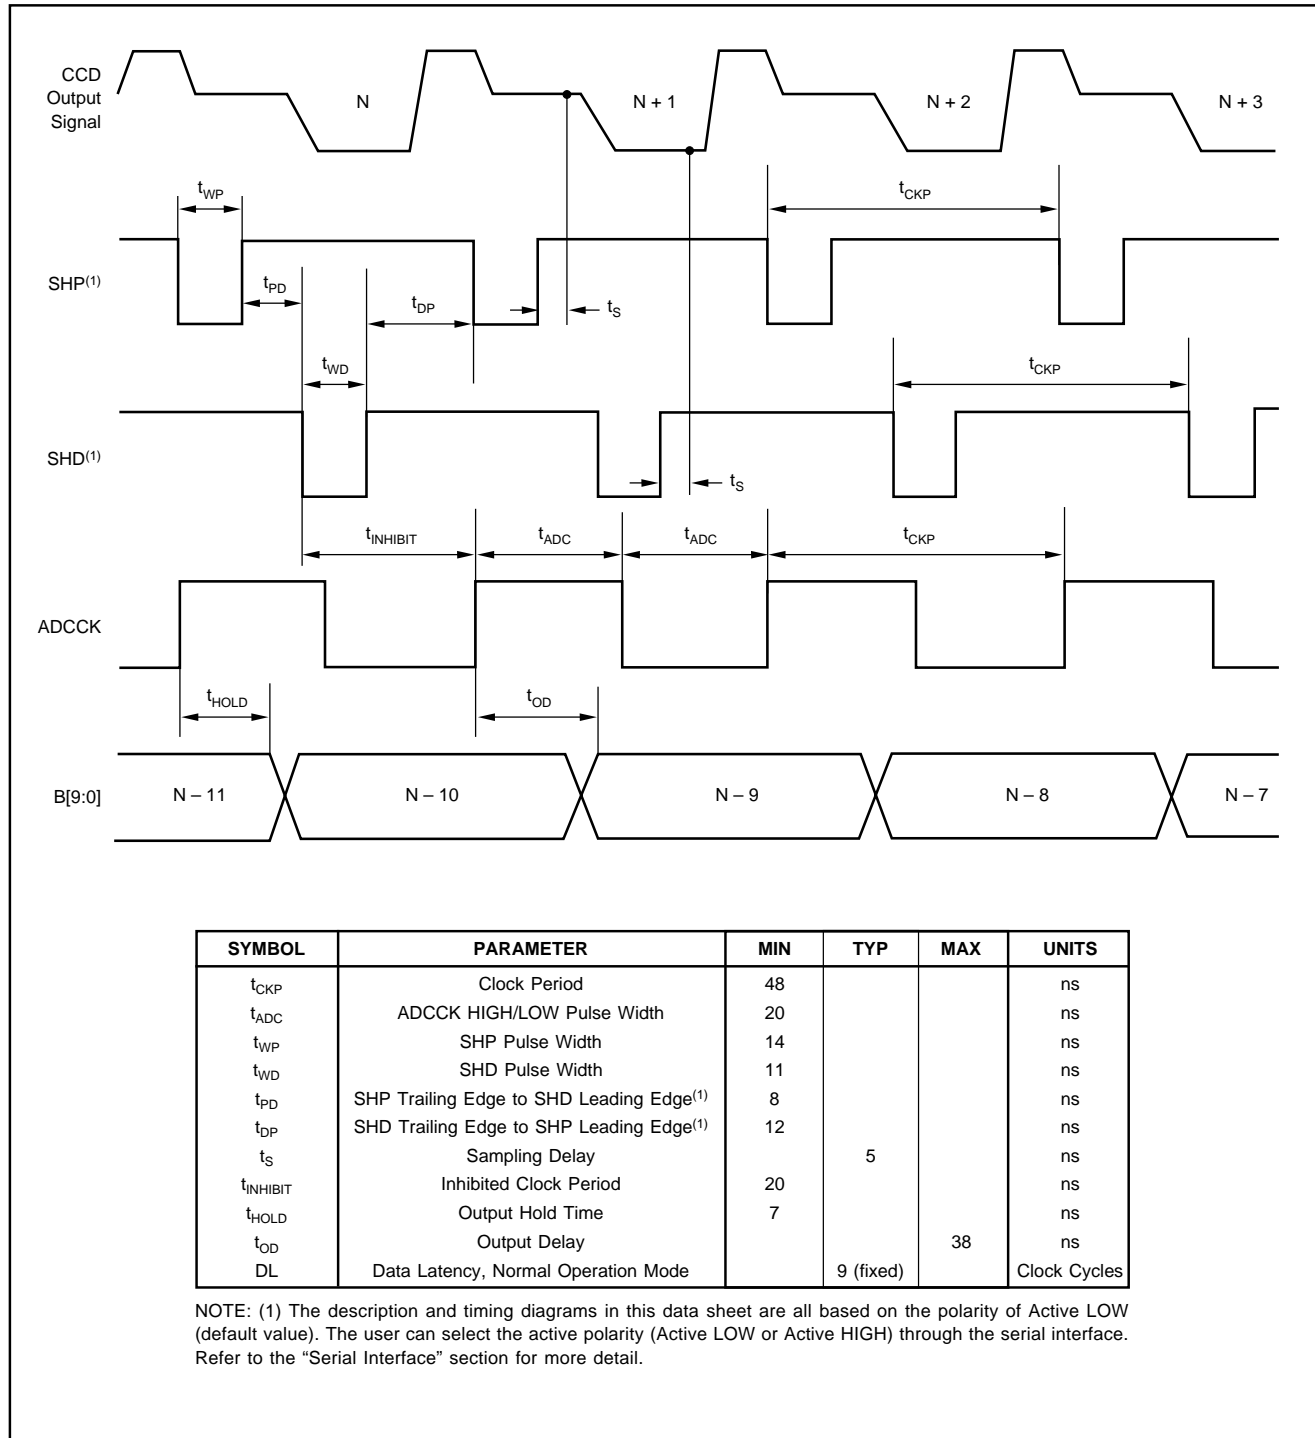 CCD
Output
Signal
N
N + 1
N + 2
N + 3
tWP
tCKP
SHP(1)
tPD
tDP
tS
tWD
tCKP
SHD(1)
tS
tINHIBIT
tADC
tADC
tCKP
ADCCK
tHOLD
tOD
B[9:0]
N – 11
N – 10
N – 9
N – 8
N – 7
SYMBOL PARAMETER MIN TYP MAX UNITS
tCKP Clock Period 48 ns
tADC ADCCK HIGH/LOW Pulse Width 20 ns
tWP SHP Pulse Width 14 ns
tWD SHD Pulse Width 11 ns
tPD SHP Trailing Edge to SHD Leading Edge(1) 8 ns
tDP SHD Trailing Edge to SHP Leading Edge(1) 12 ns
tS Sampling Delay 5 ns
tINHIBIT Inhibited Clock Period 20 ns
tHOLD Output Hold Time 7 ns
tOD Output Delay 38 ns
DL Data Latency, Normal Operation Mode 9 (fixed) Clock Cycles
NOTE: (1) The description and timing diagrams in this data sheet are all based on the polarity of Active LOW
(default value). The user can select the active polarity (Active LOW or Active HIGH) through the serial interface.
Refer to the “Serial Interface” section for more detail.